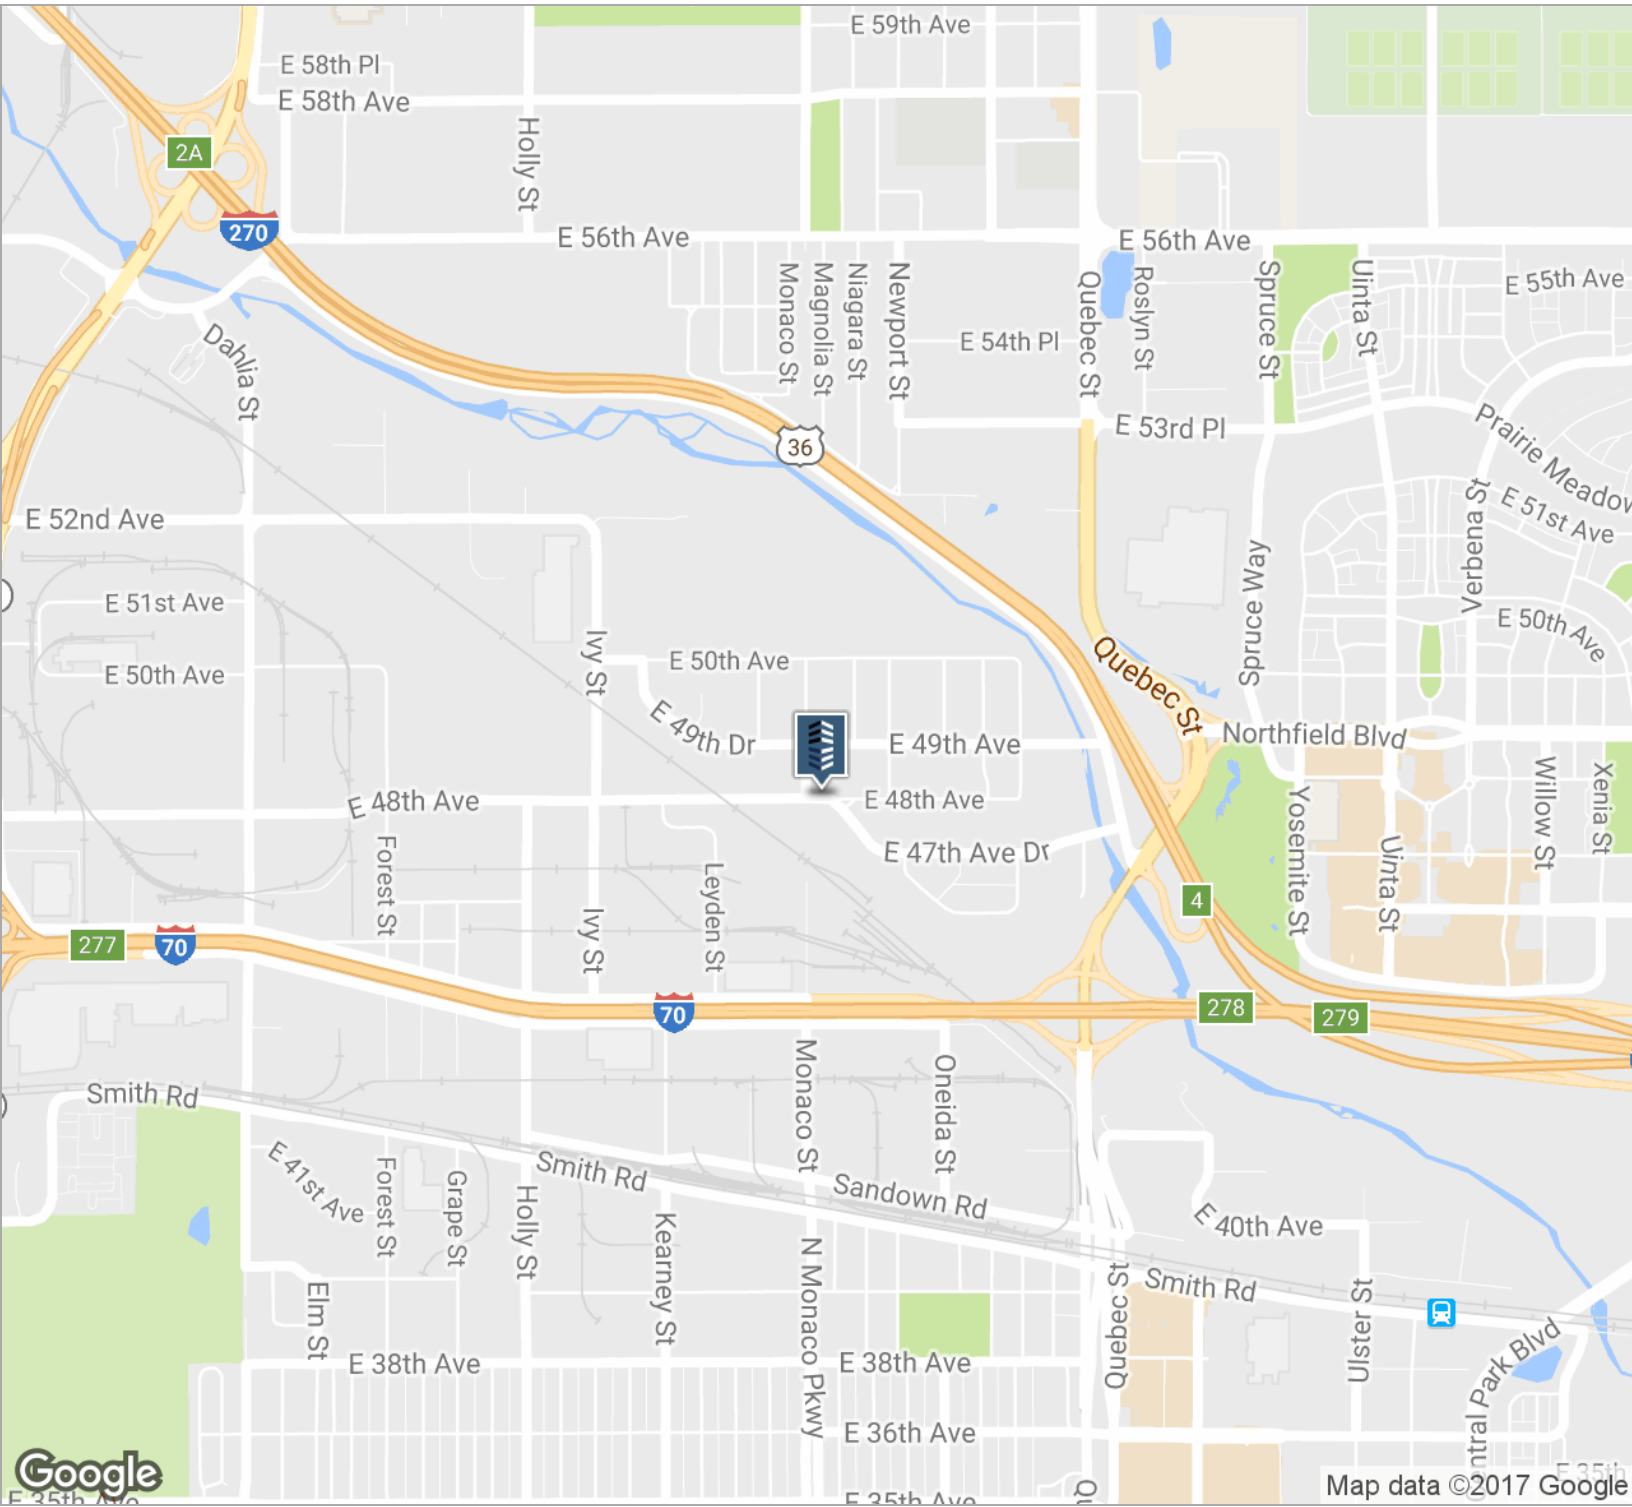 E 59th Ave
E 58th Pl
E 58th Ave
2A
Holly St
270
E 56th Ave
E 56th Ave
Monaco St
Magnolia St
Niagara St
Newport St
Quebec St
Roslyn St
Spruce St
Uinta St
E 55th Ave
E 54th Pl
Dahlia St
E 53rd Pl
Prairie Meadow
36
E 52nd Ave
E 51st Ave
Verbena St
Spruce Way
E 51st Ave
E 50th Ave
E 50th Ave
Ivy St
E 50th Ave
Quebec St
E 49th Dr
E 49th Ave
Northfield Blvd
E 48th Ave
E 48th Ave
E 47th Ave Dr
Yosemite St
Uinta St
Willow St
Xenia St
Forest St
Leyden St
Ivy St
4
277
70
70
278
279
Smith Rd
Monaco St
Oneida St
E 41st Ave
Forest St
Grape St
Smith Rd
Sandown Rd
Holly St
Kearney St
N Monaco Pkwy
E 40th Ave
Quebec St
Smith Rd
Ulster St
Elm St
E 38th Ave
E 38th Ave
Central Park Blvd
E 36th Ave
Google
E 35th Ave
E 35th Ave
Qu
E 35th
Map data ©2017 Google